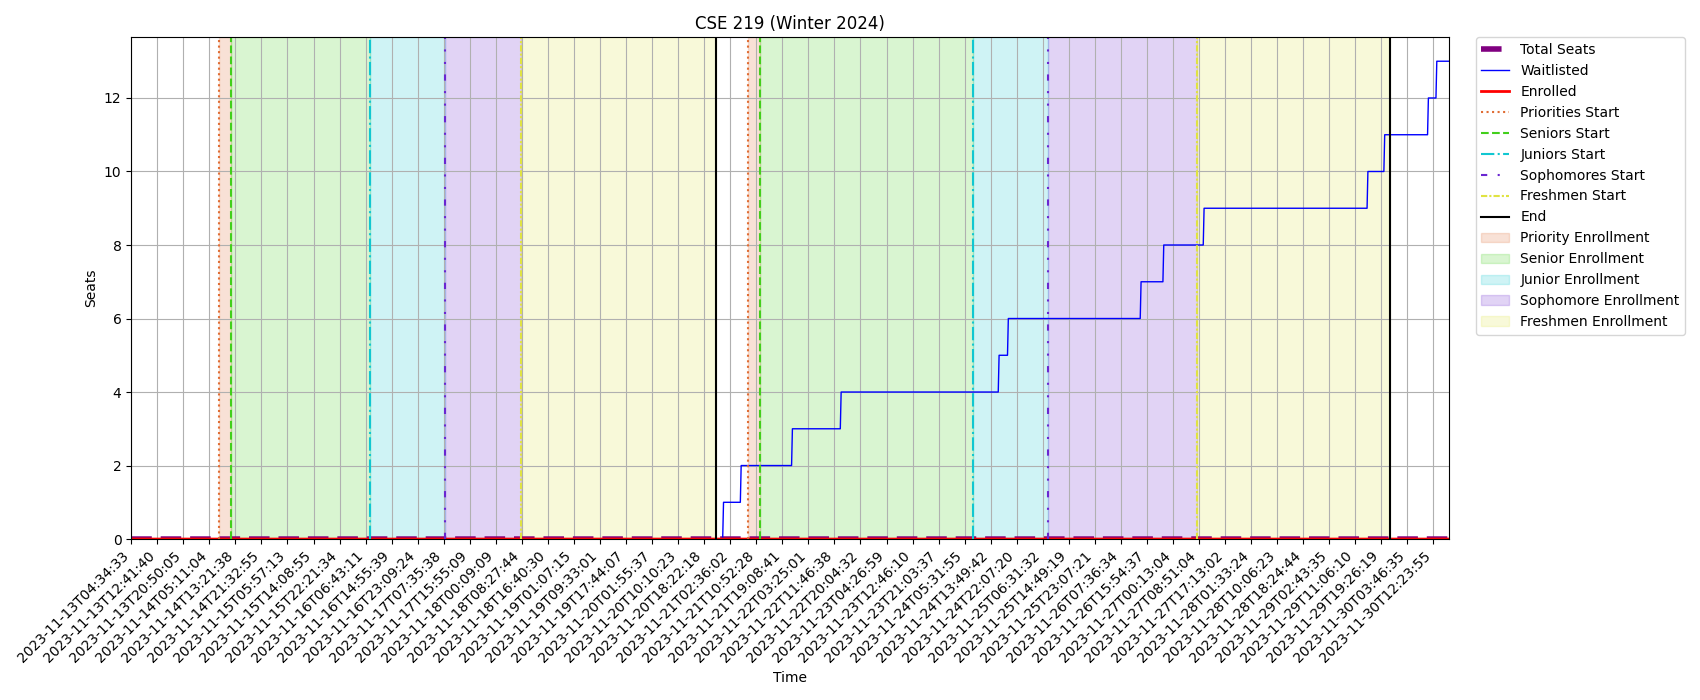 CSE 219 (Winter 2024)
Seats
12
10
8
6
4
2
0
2023-11-13T04:34:33
2023-11-13T12:41:40
2023-11-13T20:50:05
2023-11-14T05:11:04
2023-11-14T13:21:38
2023-11-14T21:32:55
2023-11-15T05:57:13
2023-11-15T14:08:55
2023-11-15T22:21:34
2023-11-16T06:43:11
2023-11-16T14:55:39
2023-11-16T23:09:24
2023-11-17T07:35:38
2023-11-17T15:55:09
2023-11-18T00:09:09
2023-11-18T08:27:44
2023-11-18T16:40:30
2023-11-19T01:07:15
2023-11-19T09:33:01
2023-11-19T17:44:07
2023-11-20T01:55:37
2023-11-20T10:10:23
2023-11-20T18:22:18
2023-11-21T02:36:02
2023-11-21T10:52:28
2023-11-21T19:08:41
2023-11-22T03:25:01
2023-11-22T11:46:38
2023-11-22T20:04:32
2023-11-23T04:26:59
2023-11-23T12:46:10
2023-11-23T21:03:37
2023-11-24T05:31:55
2023-11-24T13:49:42
2023-11-24T22:07:20
2023-11-25T06:31:32
2023-11-25T14:49:19
2023-11-25T23:07:21
2023-11-26T07:36:34
2023-11-26T15:54:37
2023-11-27T00:13:04
2023-11-27T08:51:04
2023-11-27T17:13:02
2023-11-28T01:33:24
2023-11-28T10:06:23
2023-11-28T18:24:44
2023-11-29T02:43:35
2023-11-29T11:06:10
2023-11-29T19:26:19
2023-11-30T03:46:35
2023-11-30T12:23:55
Time
Total Seats
Waitlisted
Enrolled
Priorities Start
Seniors Start
Juniors Start
Sophomores Start
Freshmen Start
End
Priority Enrollment
Senior Enrollment
Junior Enrollment
Sophomore Enrollment
Freshmen Enrollment